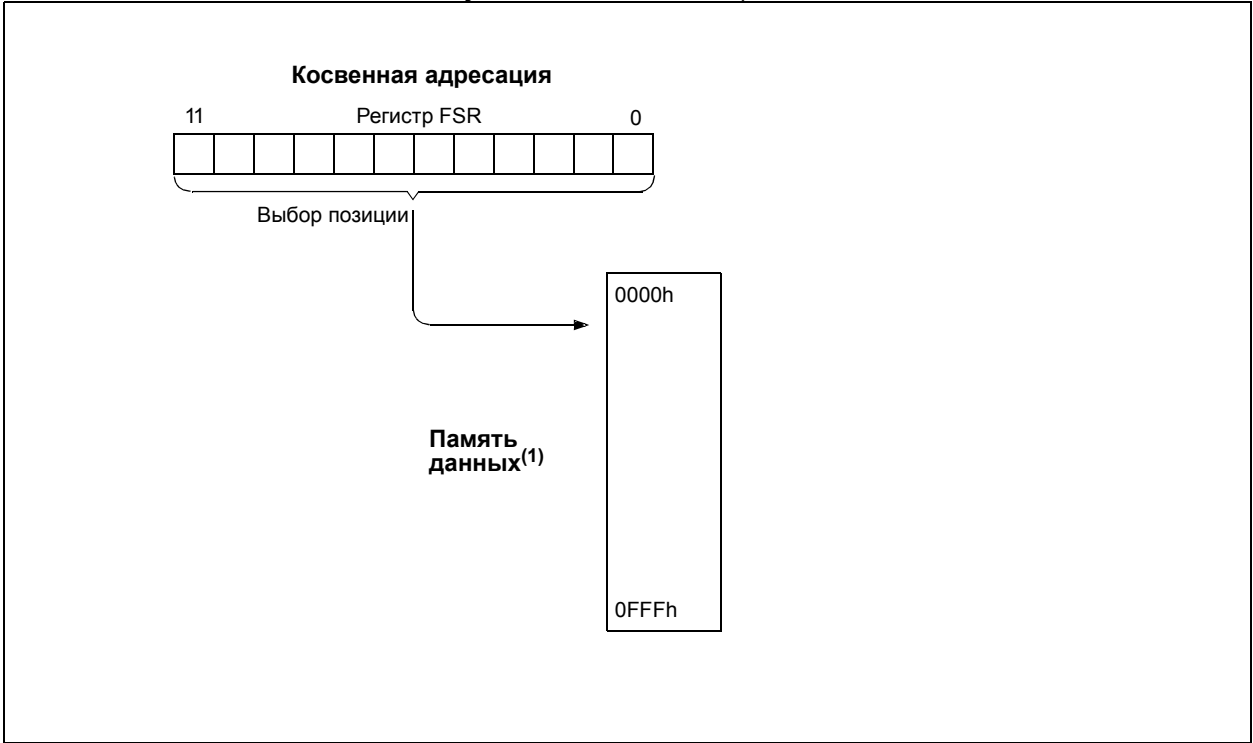 Косвенная адресация
11 Регистр FSR 0
Выбор позиции
0000h
Память
данных(1)
0FFFh